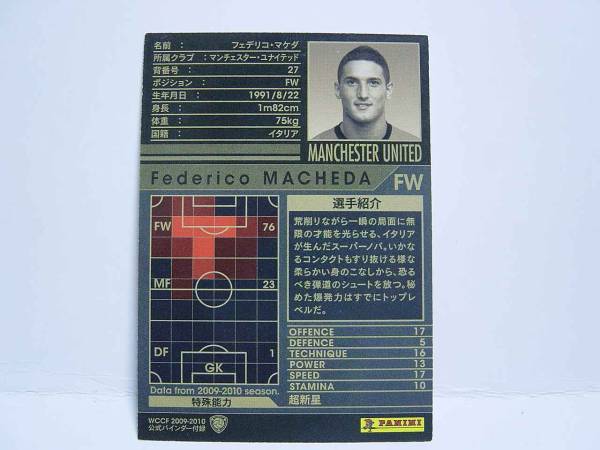 名前 : フェデリコ・マケダ
所属クラブ : マンチェスター・ユナイテッド
背番号 : 27
ポジション : FW
生年月日 : 1991/8/22
身長 : 1m82cm
体重 : 75kg
国籍 : イタリア
MANCHESTER UNITED
Federico MACHEDA FW
FW 76
MF 23
DF 1
GK
Data from 2009-2010 season.
特殊能力
選手紹介
荒削りながら一瞬の局面に無
限の才能を光らせる、イタリア
が生んだスーパーノバ。いかな
るコンタクトもすり抜ける様な
柔らかい身のこなしから、恐る
べき弾道のシュートを放つ。秘
めた爆発力はすでにトップレ
ベルだ。
OFFENCE 17
DEFENCE 5
TECHNIQUE 16
POWER 13
SPEED 17
STAMINA 10
超新星
WCCF 2009-2010
公式バインダー付録
PANINI